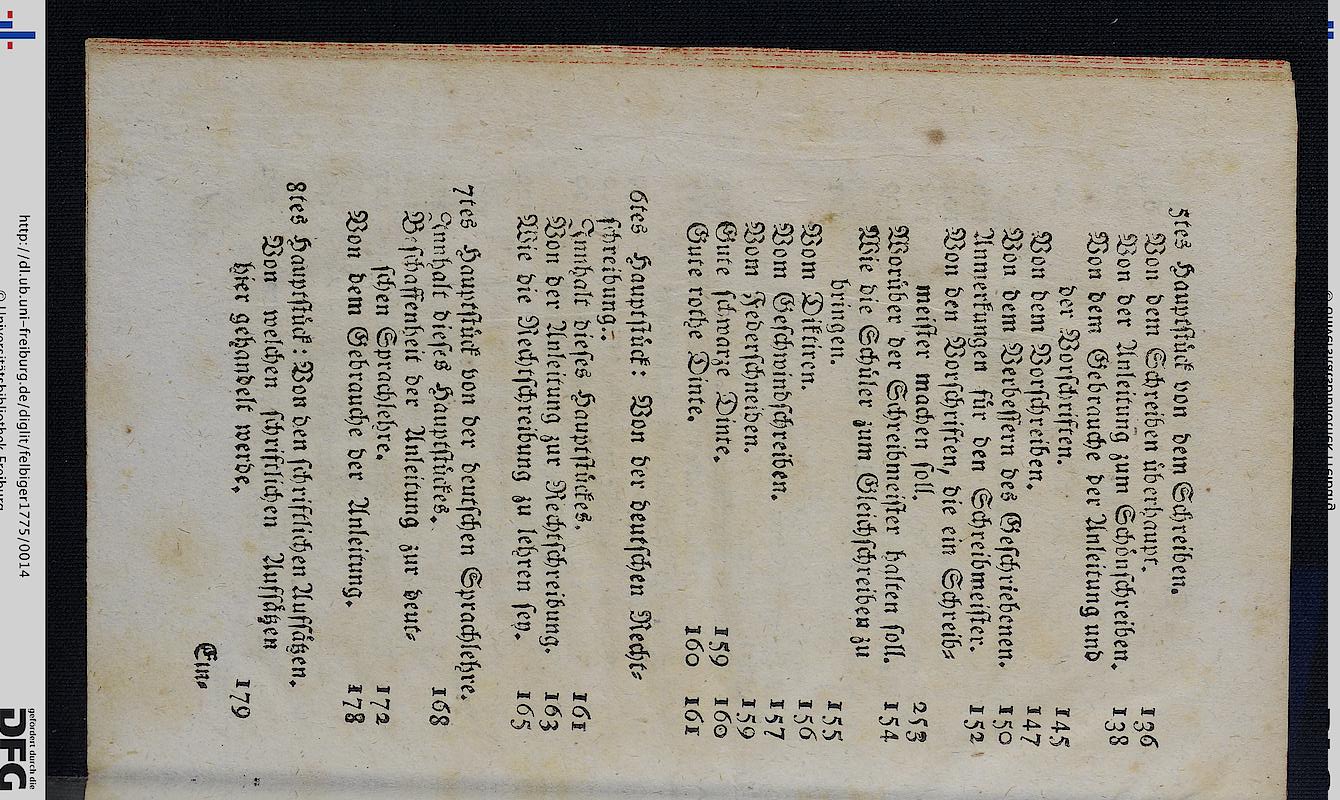 5tes Hauptſtück von dem Schreiben.
Von dem Schreiben überhaupt. 136
Von der Anleitung zum Schönſchreiben. 138
Von dem Gebrauche der Anleitung und
der Vorſchriften. 145
Von dem Vorſchreiben. 147
Von dem Verbeſſern des Geſchriebenen. 150
Anmerkungen für den Schreibmeiſter. 152
Von den Vorſchriften, die ein Schreib-
meiſter machen ſoll. 253
Worüber der Schreibmeiſter halten ſoll. 154
Wie die Schüler zum Gleichſchreiben zu
bringen. 155
Vom Diktiren. 156
Vom Geſchwindſchreiben. 157
Vom Federſchneiden. 159
Gute ſchwarze Dinte. 159 160
Gute rothe Dinte. 160 161
6tes Hauptſtück: Von der deutſchen Recht-
ſchreibung.
Innhalt dieſes Hauptſtückes. 161
Von der Anleitung zur Rechtſchreibung. 163
Wie die Rechtſchreibung zu lehren ſey. 165
7tes Hauptſtück von der deutſchen Sprachlehre.
Innhalt dieſes Hauptſtückes. 168
Beſchaffenheit der Anleitung zur deut-
ſchen Sprachlehre. 172
Von dem Gebrauche der Anleitung. 178
8tes Hauptſtück: Von den ſchriftlichen Aufſätzen.
Von welchen ſchriftlichen Aufſätzen
hier gehandelt werde. 179
Ein-
http://dl.ub.uni-freiburg.de/diglit/felbiger1775/0014
© Universitätsbibliothek Freiburg
gefördert durch die
DFG